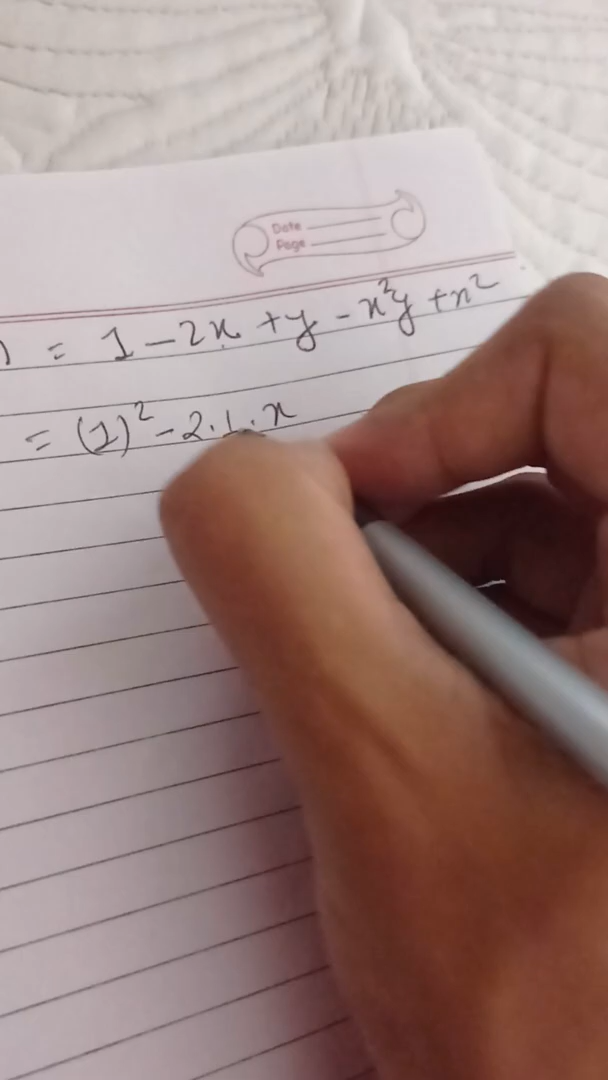 Date
Page
) = 1 - 2x + y - x²y + x²
= (1)² - 2·1·x